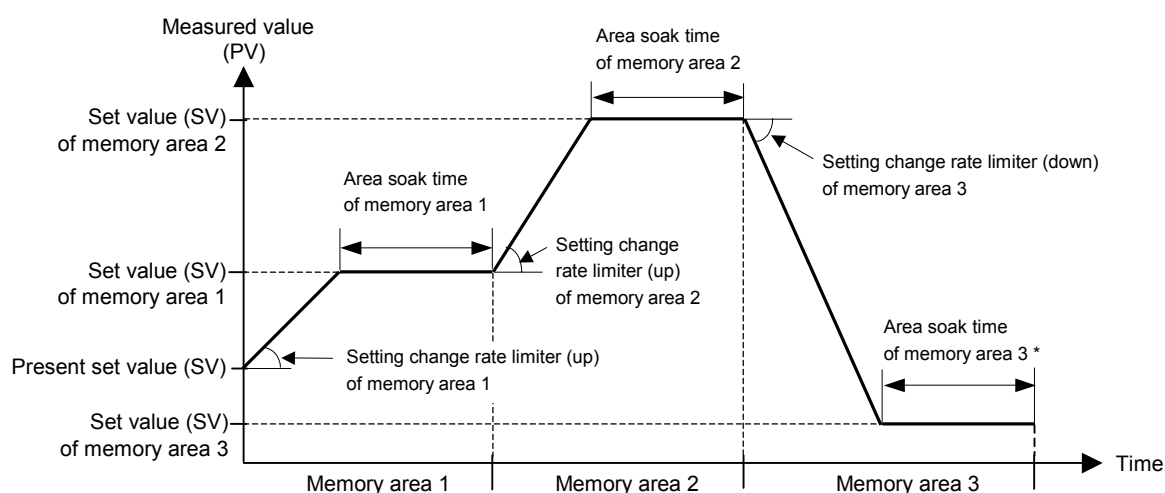 Measured value
(PV)
Set value (SV)
of memory area 2
Set value (SV)
of memory area 1
Present set value (SV)
Set value (SV)
of memory area 3
Area soak time
of memory area 1
Area soak time
of memory area 2
Setting change rate limiter (up)
of memory area 1
Setting change
rate limiter (up)
of memory area 2
Setting change rate limiter (down)
of memory area 3
Area soak time
of memory area 3 *
Time
Memory area 1
Memory area 2
Memory area 3